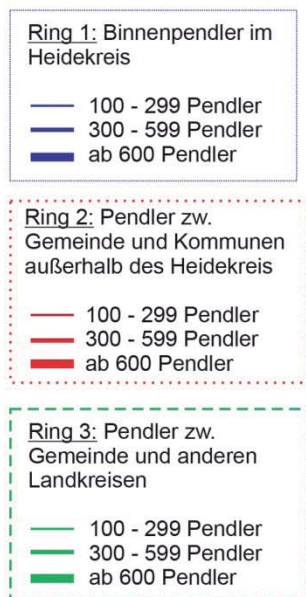 Ring 1: Binnenpendler im
Heidekreis
100 - 299 Pendler
300 - 599 Pendler
ab 600 Pendler
Ring 2: Pendler zw.
Gemeinde und Kommunen
außerhalb des Heidekreis
100 - 299 Pendler
300 - 599 Pendler
ab 600 Pendler
Ring 3: Pendler zw.
Gemeinde und anderen
Landkreisen
100 - 299 Pendler
300 - 599 Pendler
ab 600 Pendler